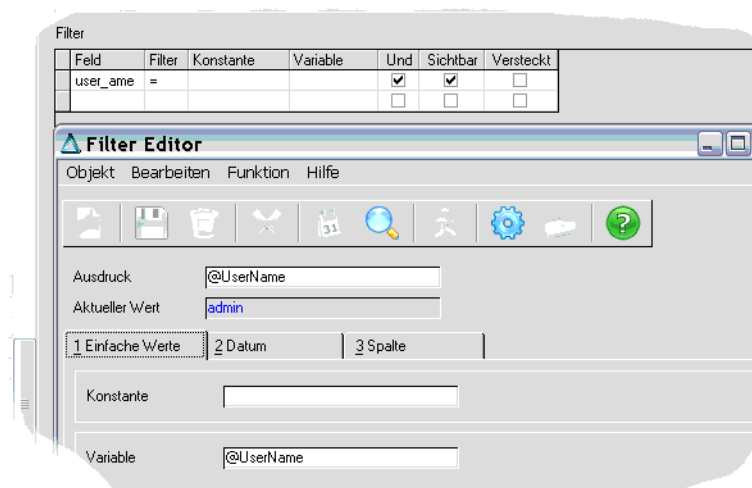 Filter
Feld Filter Konstante Variable Und Sichtbar Versteckt
user_ame =
Filter Editor
Objekt Bearbeiten Funktion Hilfe
31
?
Ausdruck @UserName
Aktueller Wert admin
1 Einfache Werte 2 Datum 3 Spalte
Konstante
Variable @UserName